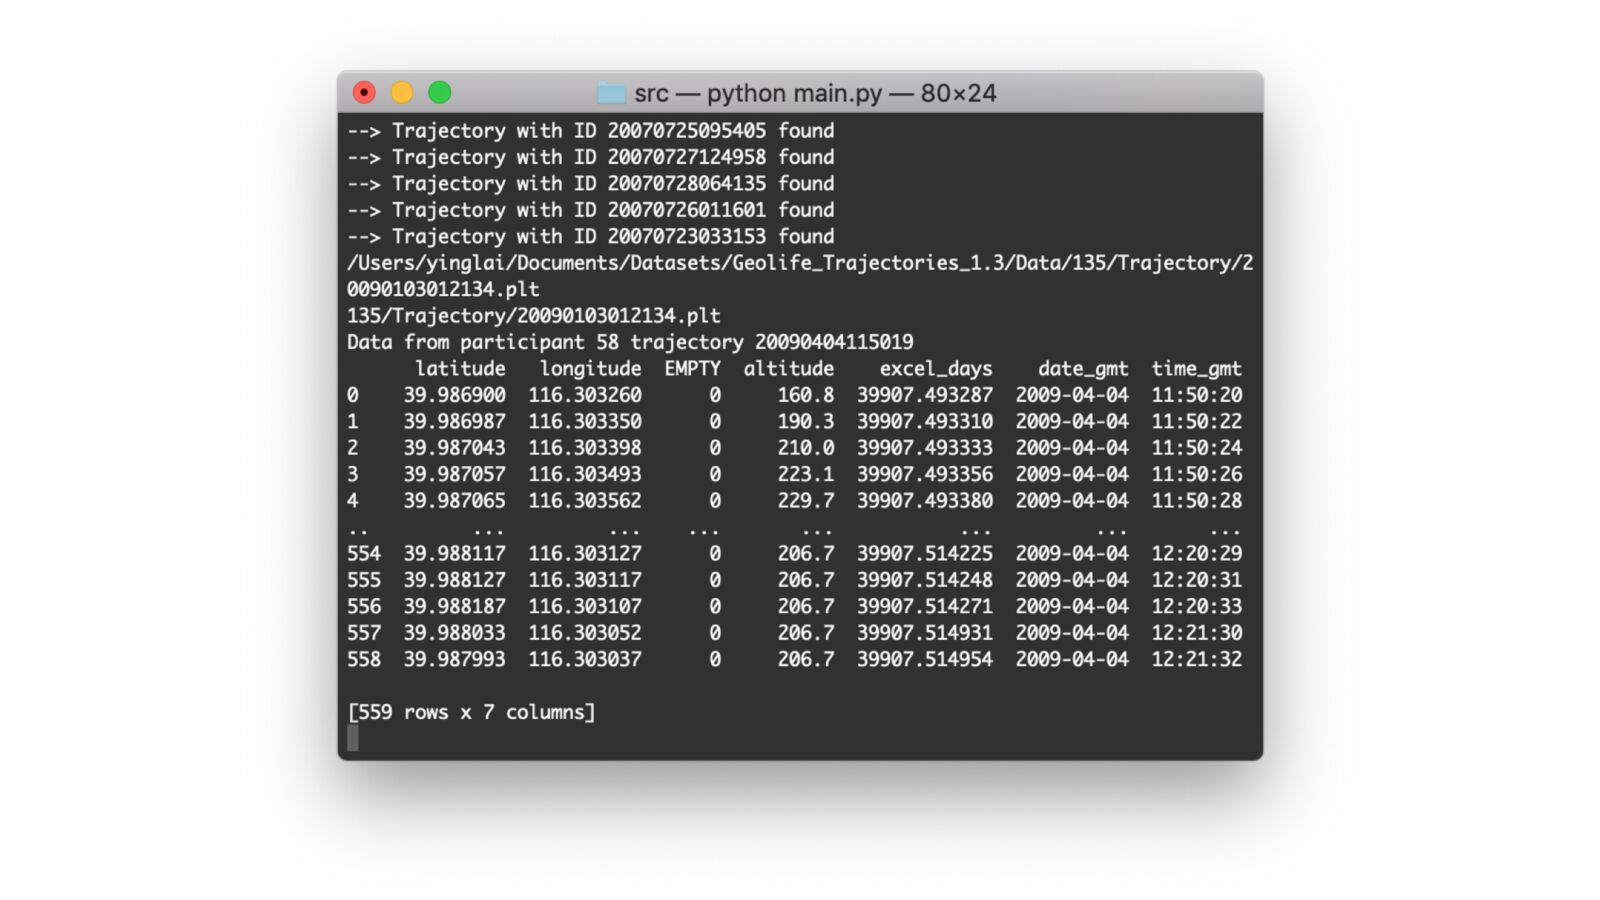 src — python main.py — 80×24
--> Trajectory with ID 20070725095405 found
--> Trajectory with ID 20070727124958 found
--> Trajectory with ID 20070728064135 found
--> Trajectory with ID 20070726011601 found
--> Trajectory with ID 20070723033153 found
/Users/yinglai/Documents/Datasets/Geolife_Trajectories_1.3/Data/135/Trajectory/2
0090103012134.plt
135/Trajectory/20090103012134.plt
Data from participant 58 trajectory 20090404115019
      latitude   longitude  EMPTY  altitude    excel_days    date_gmt  time_gmt
0    39.986900  116.303260      0     160.8  39907.493287  2009-04-04  11:50:20
1    39.986987  116.303350      0     190.3  39907.493310  2009-04-04  11:50:22
2    39.987043  116.303398      0     210.0  39907.493333  2009-04-04  11:50:24
3    39.987057  116.303493      0     223.1  39907.493356  2009-04-04  11:50:26
4    39.987065  116.303562      0     229.7  39907.493380  2009-04-04  11:50:28
..         ...         ...    ...       ...           ...         ...       ...
554  39.988117  116.303127      0     206.7  39907.514225  2009-04-04  12:20:29
555  39.988127  116.303117      0     206.7  39907.514248  2009-04-04  12:20:31
556  39.988187  116.303107      0     206.7  39907.514271  2009-04-04  12:20:33
557  39.988033  116.303052      0     206.7  39907.514931  2009-04-04  12:21:30
558  39.987993  116.303037      0     206.7  39907.514954  2009-04-04  12:21:32
[559 rows x 7 columns]